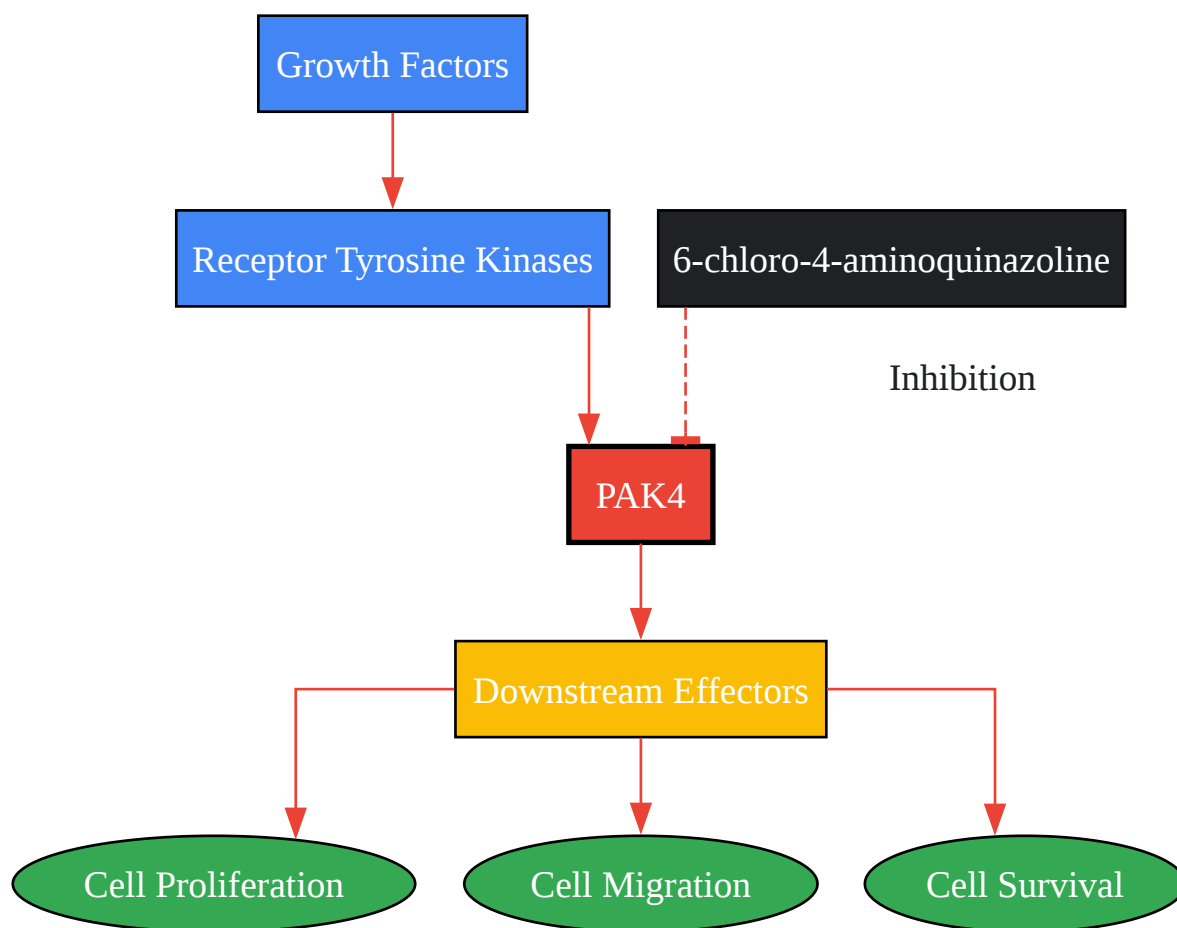 Growth Factors
Receptor Tyrosine Kinases
6-chloro-4-aminoquinazoline
Inhibition
PAK4
Downstream Effectors
Cell Proliferation
Cell Migration
Cell Survival